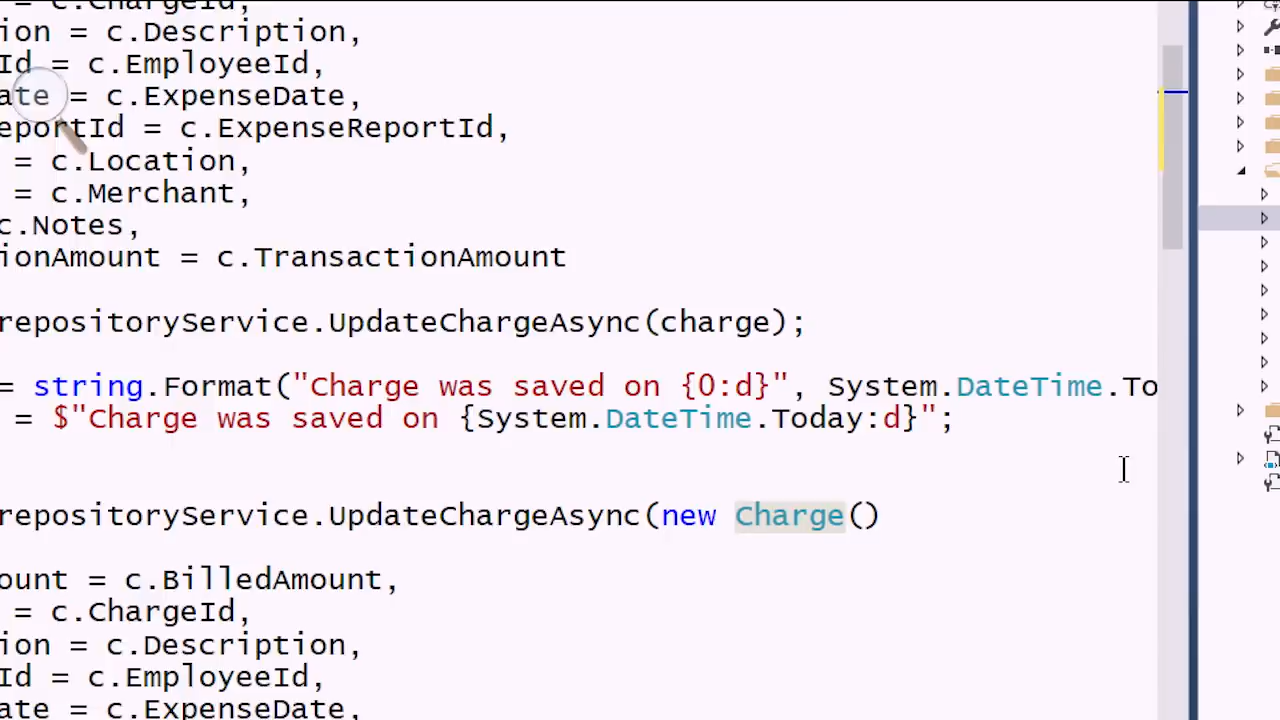 = c.ChargeId,
ion = c.Description,
Id = c.EmployeeId,
ate = c.ExpenseDate,
eportId = c.ExpenseReportId,
= c.Location,
= c.Merchant,
c.Notes,
ionAmount = c.TransactionAmount
repositoryService.UpdateChargeAsync(charge);
= string.Format("Charge was saved on {0:d}", System.DateTime.To
= $"Charge was saved on {System.DateTime.Today:d}";
repositoryService.UpdateChargeAsync(new Charge()
ount = c.BilledAmount,
= c.ChargeId,
ion = c.Description,
Id = c.EmployeeId,
ate = c.ExpenseDate,